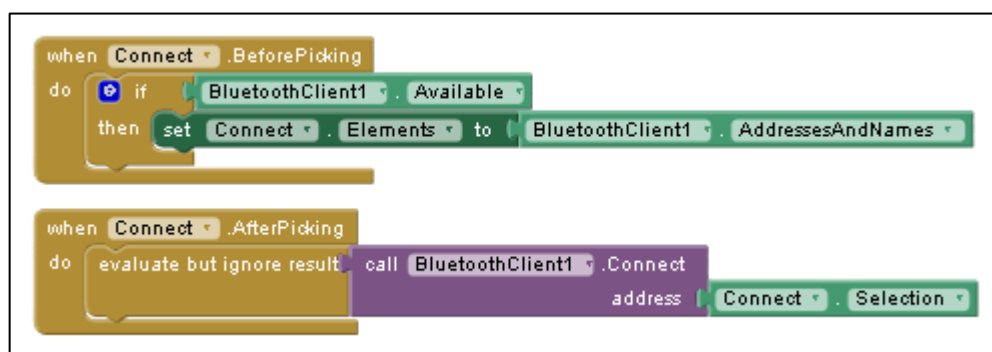 when Connect .BeforePicking
do if BluetoothClient1 . Available
then set Connect . Elements to BluetoothClient1 . AddressesAndNames
when Connect .AfterPicking
do evaluate but ignore result call BluetoothClient1 .Connect
address Connect . Selection